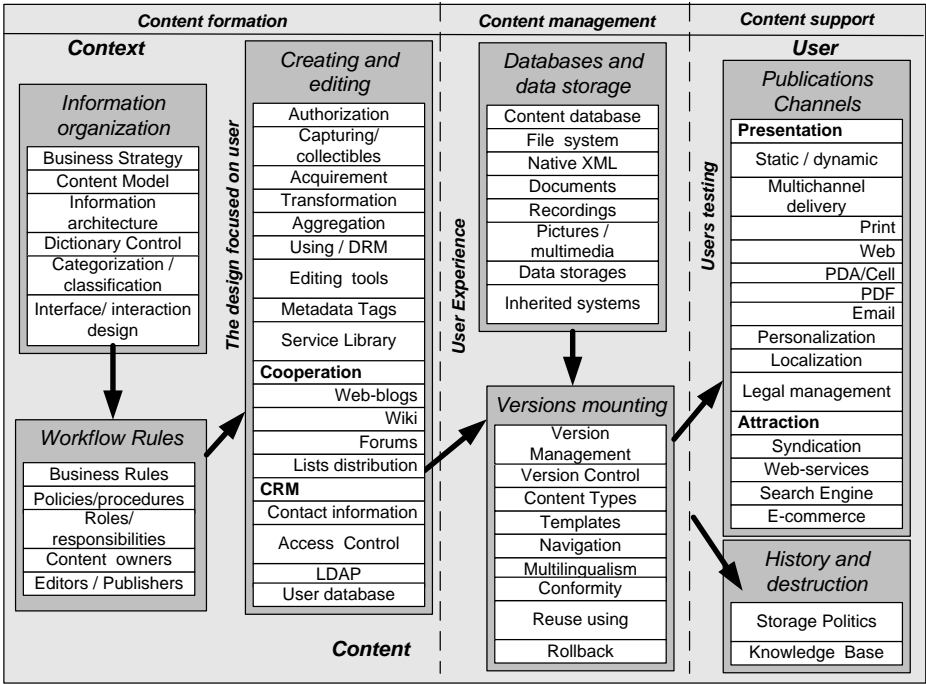 Content formation
Content management
Content support
Context
Information
organization
Business Strategy
Content Model
Information
architecture
Dictionary Control
Categorization /
classification
Interface/ interaction
design
Workflow Rules
Business Rules
Policies/procedures
Roles/
responsibilities
Content owners
Editors / Publishers
The design focused on user
Creating and
editing
Authorization
Capturing/
collectibles
Acquirement
Transformation
Aggregation
Using / DRM
Editing tools
Metadata Tags
Service Library
Cooperation
Web-blogs
Wiki
Forums
Lists distribution
CRM
Contact information
Access Control
LDAP
User database
Content
User Experience
Databases and
data storage
Content database
File system
Native XML
Documents
Recordings
Pictures /
multimedia
Data storages
Inherited systems
Versions mounting
Version
Management
Version Control
Content Types
Templates
Navigation
Multilingualism
Conformity
Reuse using
Rollback
Users testing
User
Publications
Channels
Presentation
Static / dynamic
Multichannel
delivery
Print
Web
PDA/Cell
PDF
Email
Personalization
Localization
Legal management
Attraction
Syndication
Web-services
Search Engine
E-commerce
History and
destruction
Storage Politics
Knowledge Base